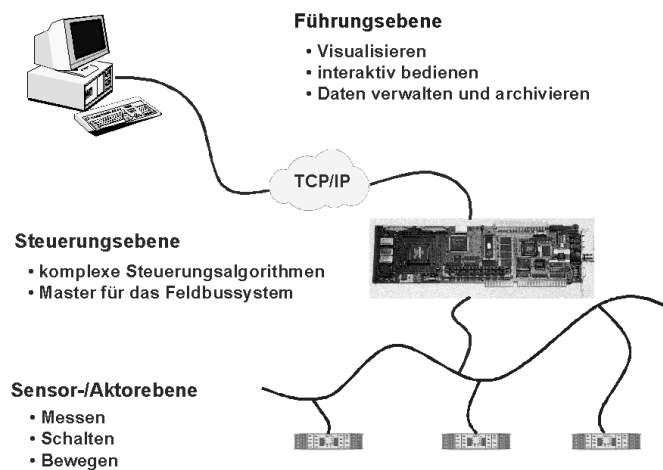 Führungsebene
• Visualisieren
• interaktiv bedienen
• Daten verwalten und archivieren
TCP/IP
Steuerungsebene
• komplexe Steuerungsalgorithmen
• Master für das Feldbussystem
Sensor-/Aktorebene
• Messen
• Schalten
• Bewegen